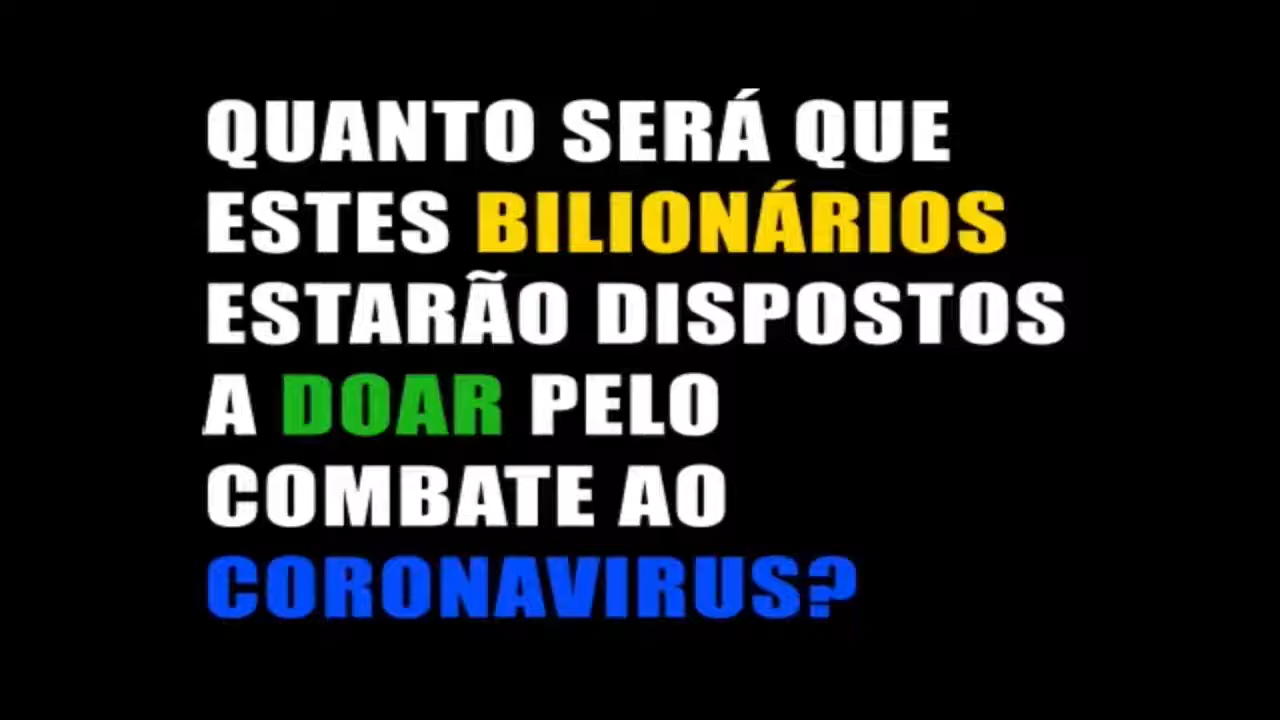 QUANTO SERÁ QUE
ESTES BILIONÁRIOS
ESTARÃO DISPOSTOS
A DOAR PELO
COMBATE AO
CORONAVIRUS?